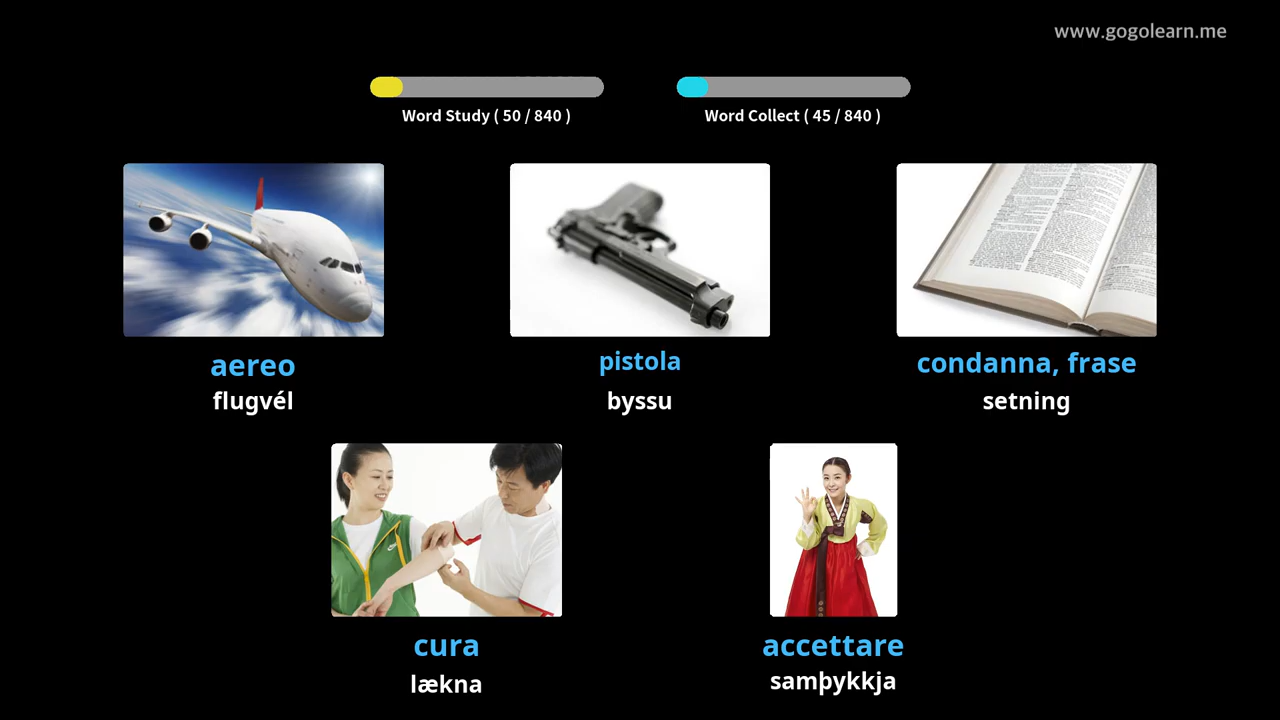 www.gogolearn.me
Word Study ( 50 / 840 )
Word Collect ( 45 / 840 )
aereo
flugvél
pistola
byssu
condanna, frase
setning
cura
lækna
accettare
samþykkja